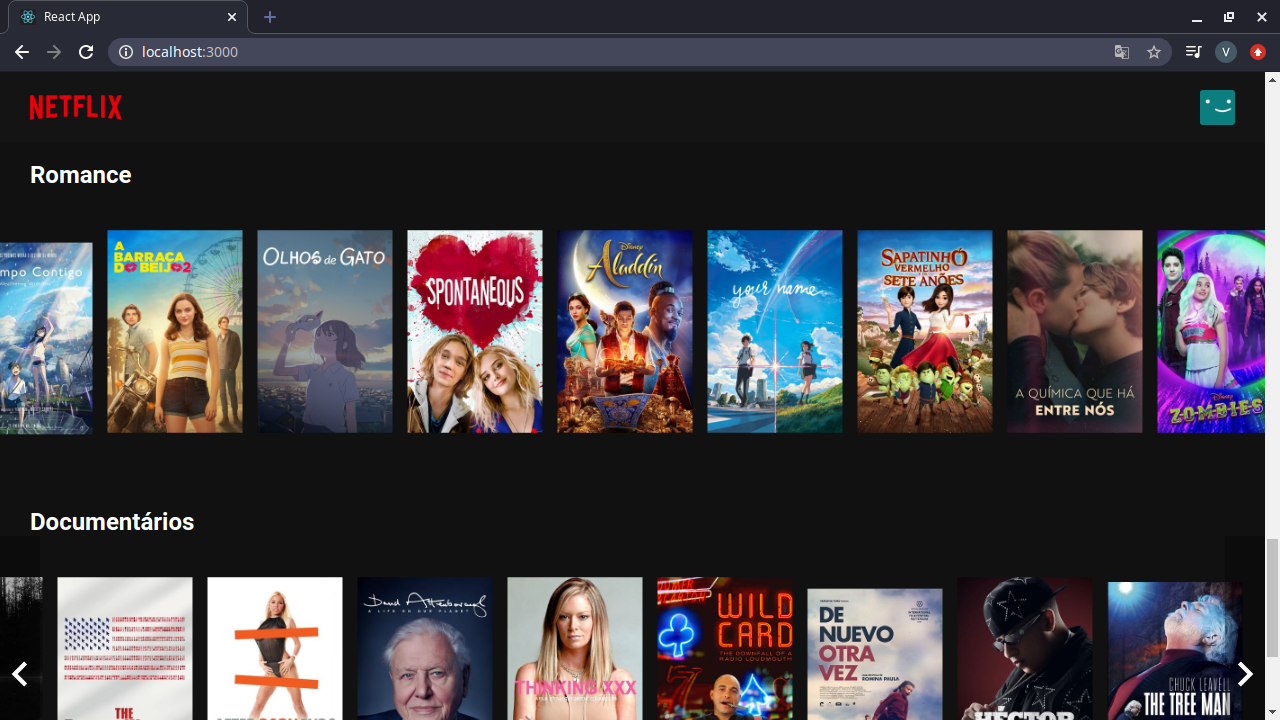 React App
localhost:3000
V
NETFLIX
Romance
mpo Contigo
A
BARRACA
DO BEIJO 2
OLHOS de GATO
SPONTANEOUS
Disney
Aladdin
your name.
SAPATINHO
VERMELHO
SETE ANÕES
A QUÍMICA QUE HÁ
ENTRE NÓS
Disney
ZOMBIES
Documentários
THE
David Attenborough
A LIFE ON OUR PLANET
THINKING XXX
WILD
CARD
THE DOWNFALL OF A
RADIO LOUDMOUTH
7
DE
NUEVO
OTRA
VEZ
ROMINA PAULA
HÉCTOR
CHUCK LEAVELL
THE TREE MAN